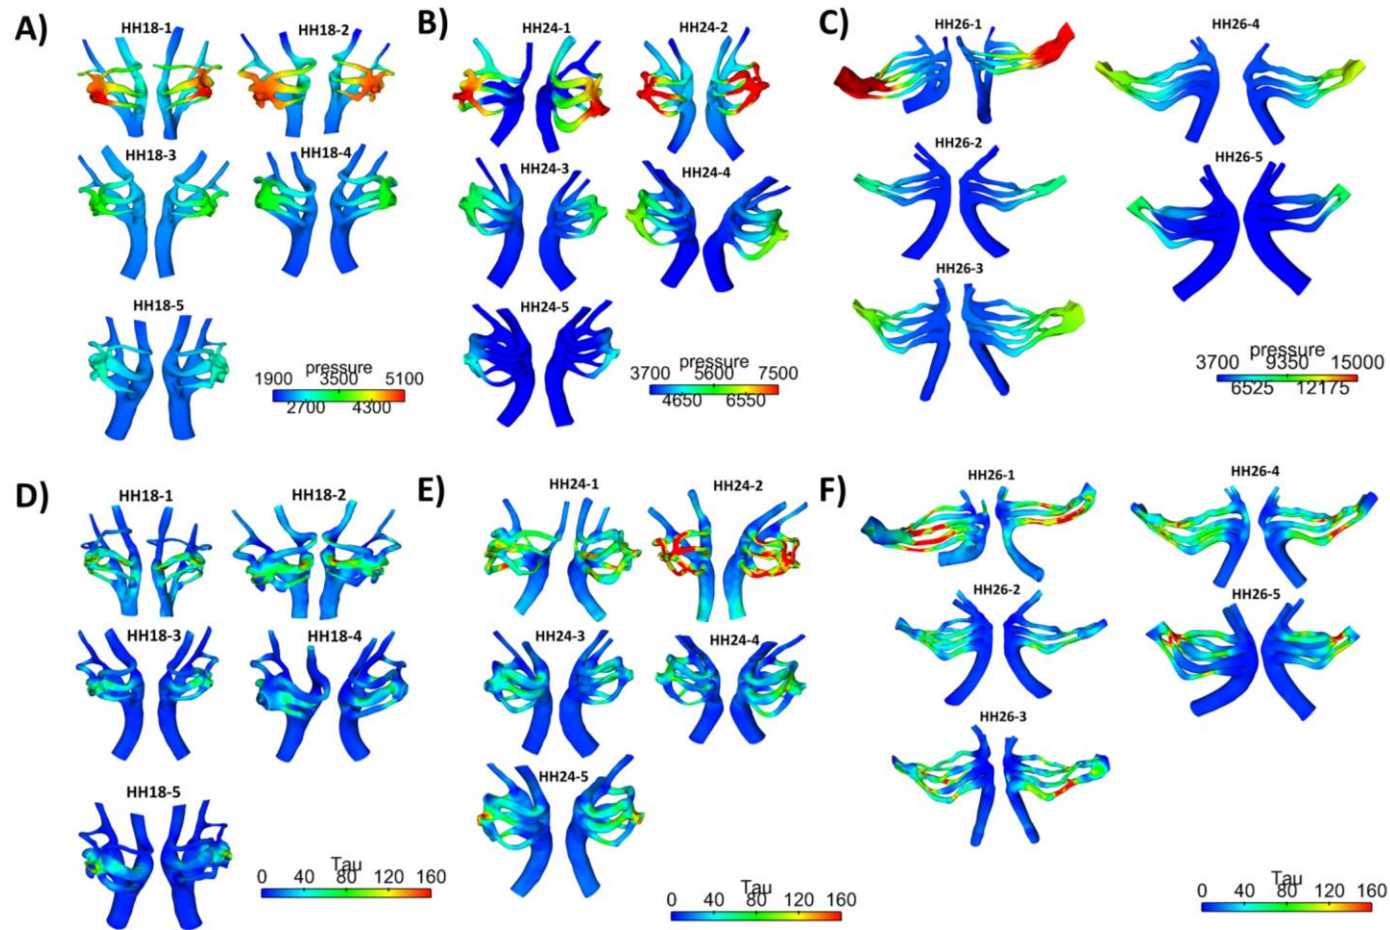 A)
HH18-1
HH18-2
HH18-3
HH18-4
HH18-5
pressure
1900 3500 5100
2700 4300
B)
HH24-1
HH24-2
HH24-3
HH24-4
HH24-5
pressure
3700 5600 7500
4650 6550
C)
HH26-1
HH26-4
HH26-2
HH26-5
HH26-3
pressure
3700 9350 15000
6525 12175
D)
HH18-1
HH18-2
HH18-3
HH18-4
HH18-5
Tau
0 40 80 120 160
E)
HH24-1
HH24-2
HH24-3
HH24-4
HH24-5
Tau
0 40 80 120 160
F)
HH26-1
HH26-4
HH26-2
HH26-5
HH26-3
Tau
0 40 80 120 160